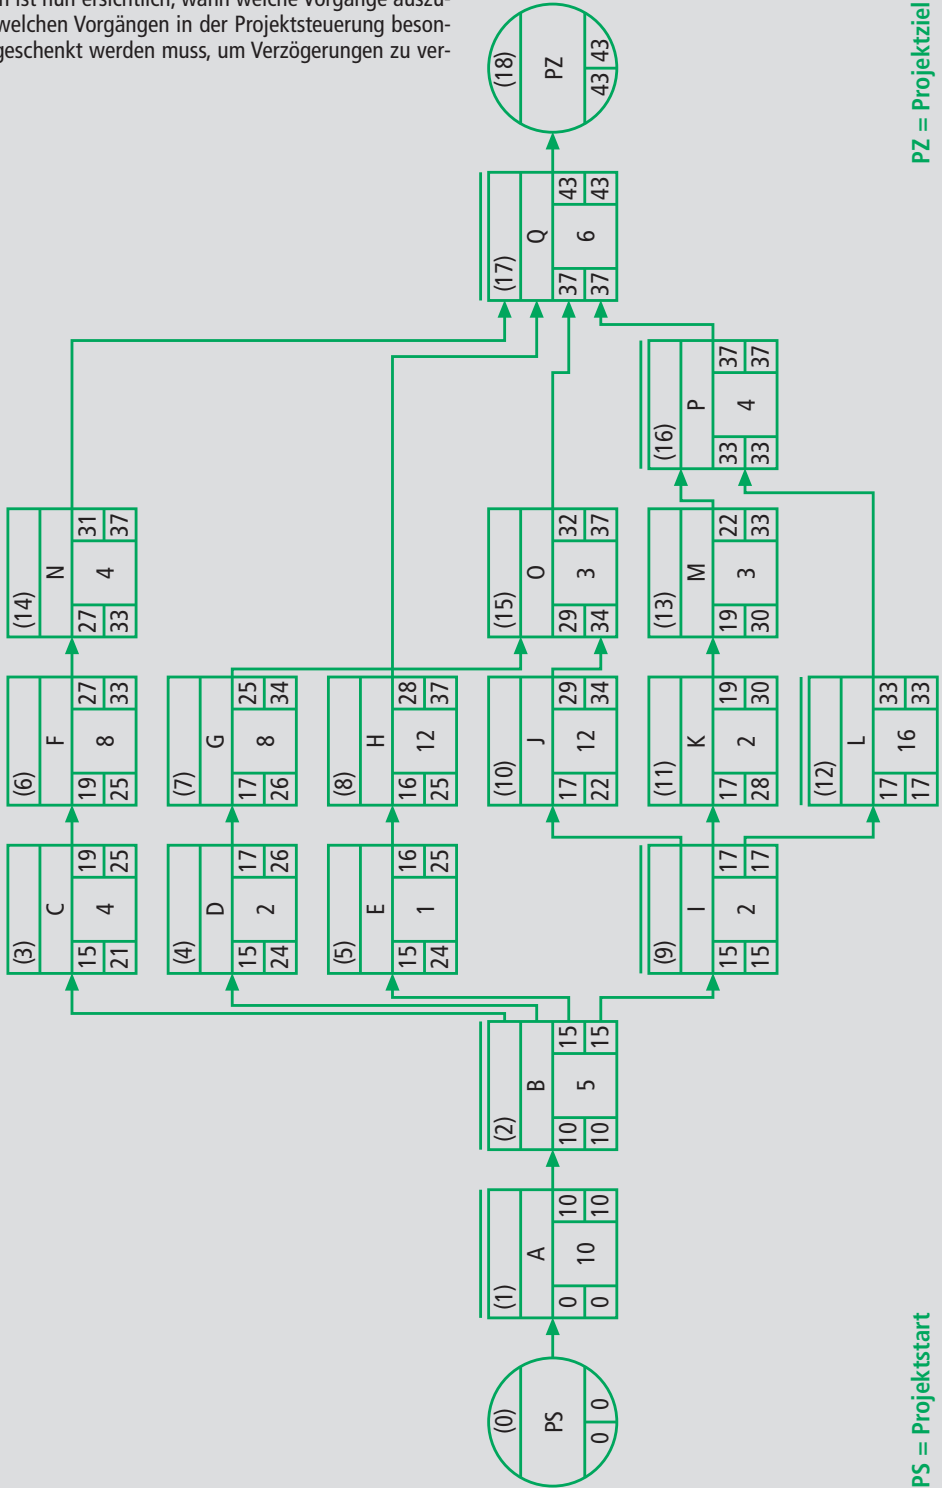 n ist nun ersichtlich, wann welche Vorgänge auszu-
welchen Vorgängen in der Projektsteuerung beson-
geschenkt werden muss, um Verzögerungen zu ver-
(0)
PS
0 0
(1)
A
0 10 10
0 10
(2)
B
10 5 15
10 15
(3)
C
15 4 19
21 25
(4)
D
15 2 17
24 26
(5)
E
15 1 16
24 25
(9)
I
15 2 17
15 17
(6)
F
19 8 27
25 33
(7)
G
17 8 25
26 34
(8)
H
16 12 28
25 37
(10)
J
17 12 29
22 34
(11)
K
17 2 19
28 30
(12)
L
17 16 33
17 33
(14)
N
27 4 31
33 37
(15)
O
29 3 32
34 37
(13)
M
19 3 22
30 33
(16)
P
33 4 37
33 37
(17)
Q
37 6 43
37 43
(18)
PZ
43 43
PS = Projektstart
PZ = Projektziel